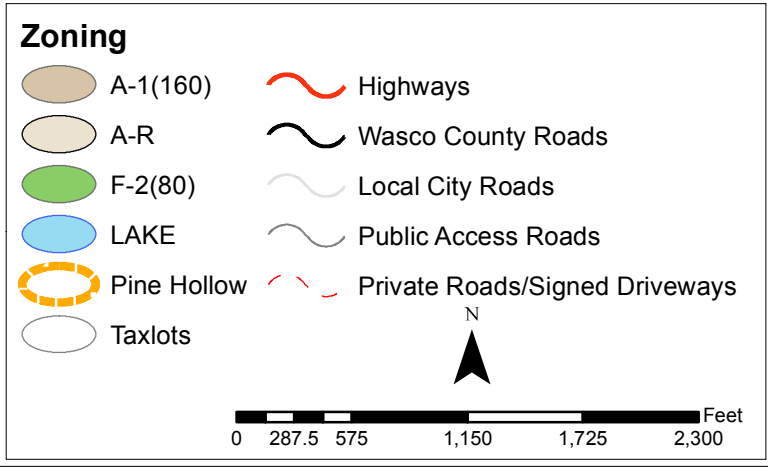 Zoning
A-1(160)
A-R
F-2(80)
LAKE
Pine Hollow
Taxlots
Highways
Wasco County Roads
Local City Roads
Public Access Roads
Private Roads/Signed Driveways
N
Feet
0 287.5 575 1,150 1,725 2,300